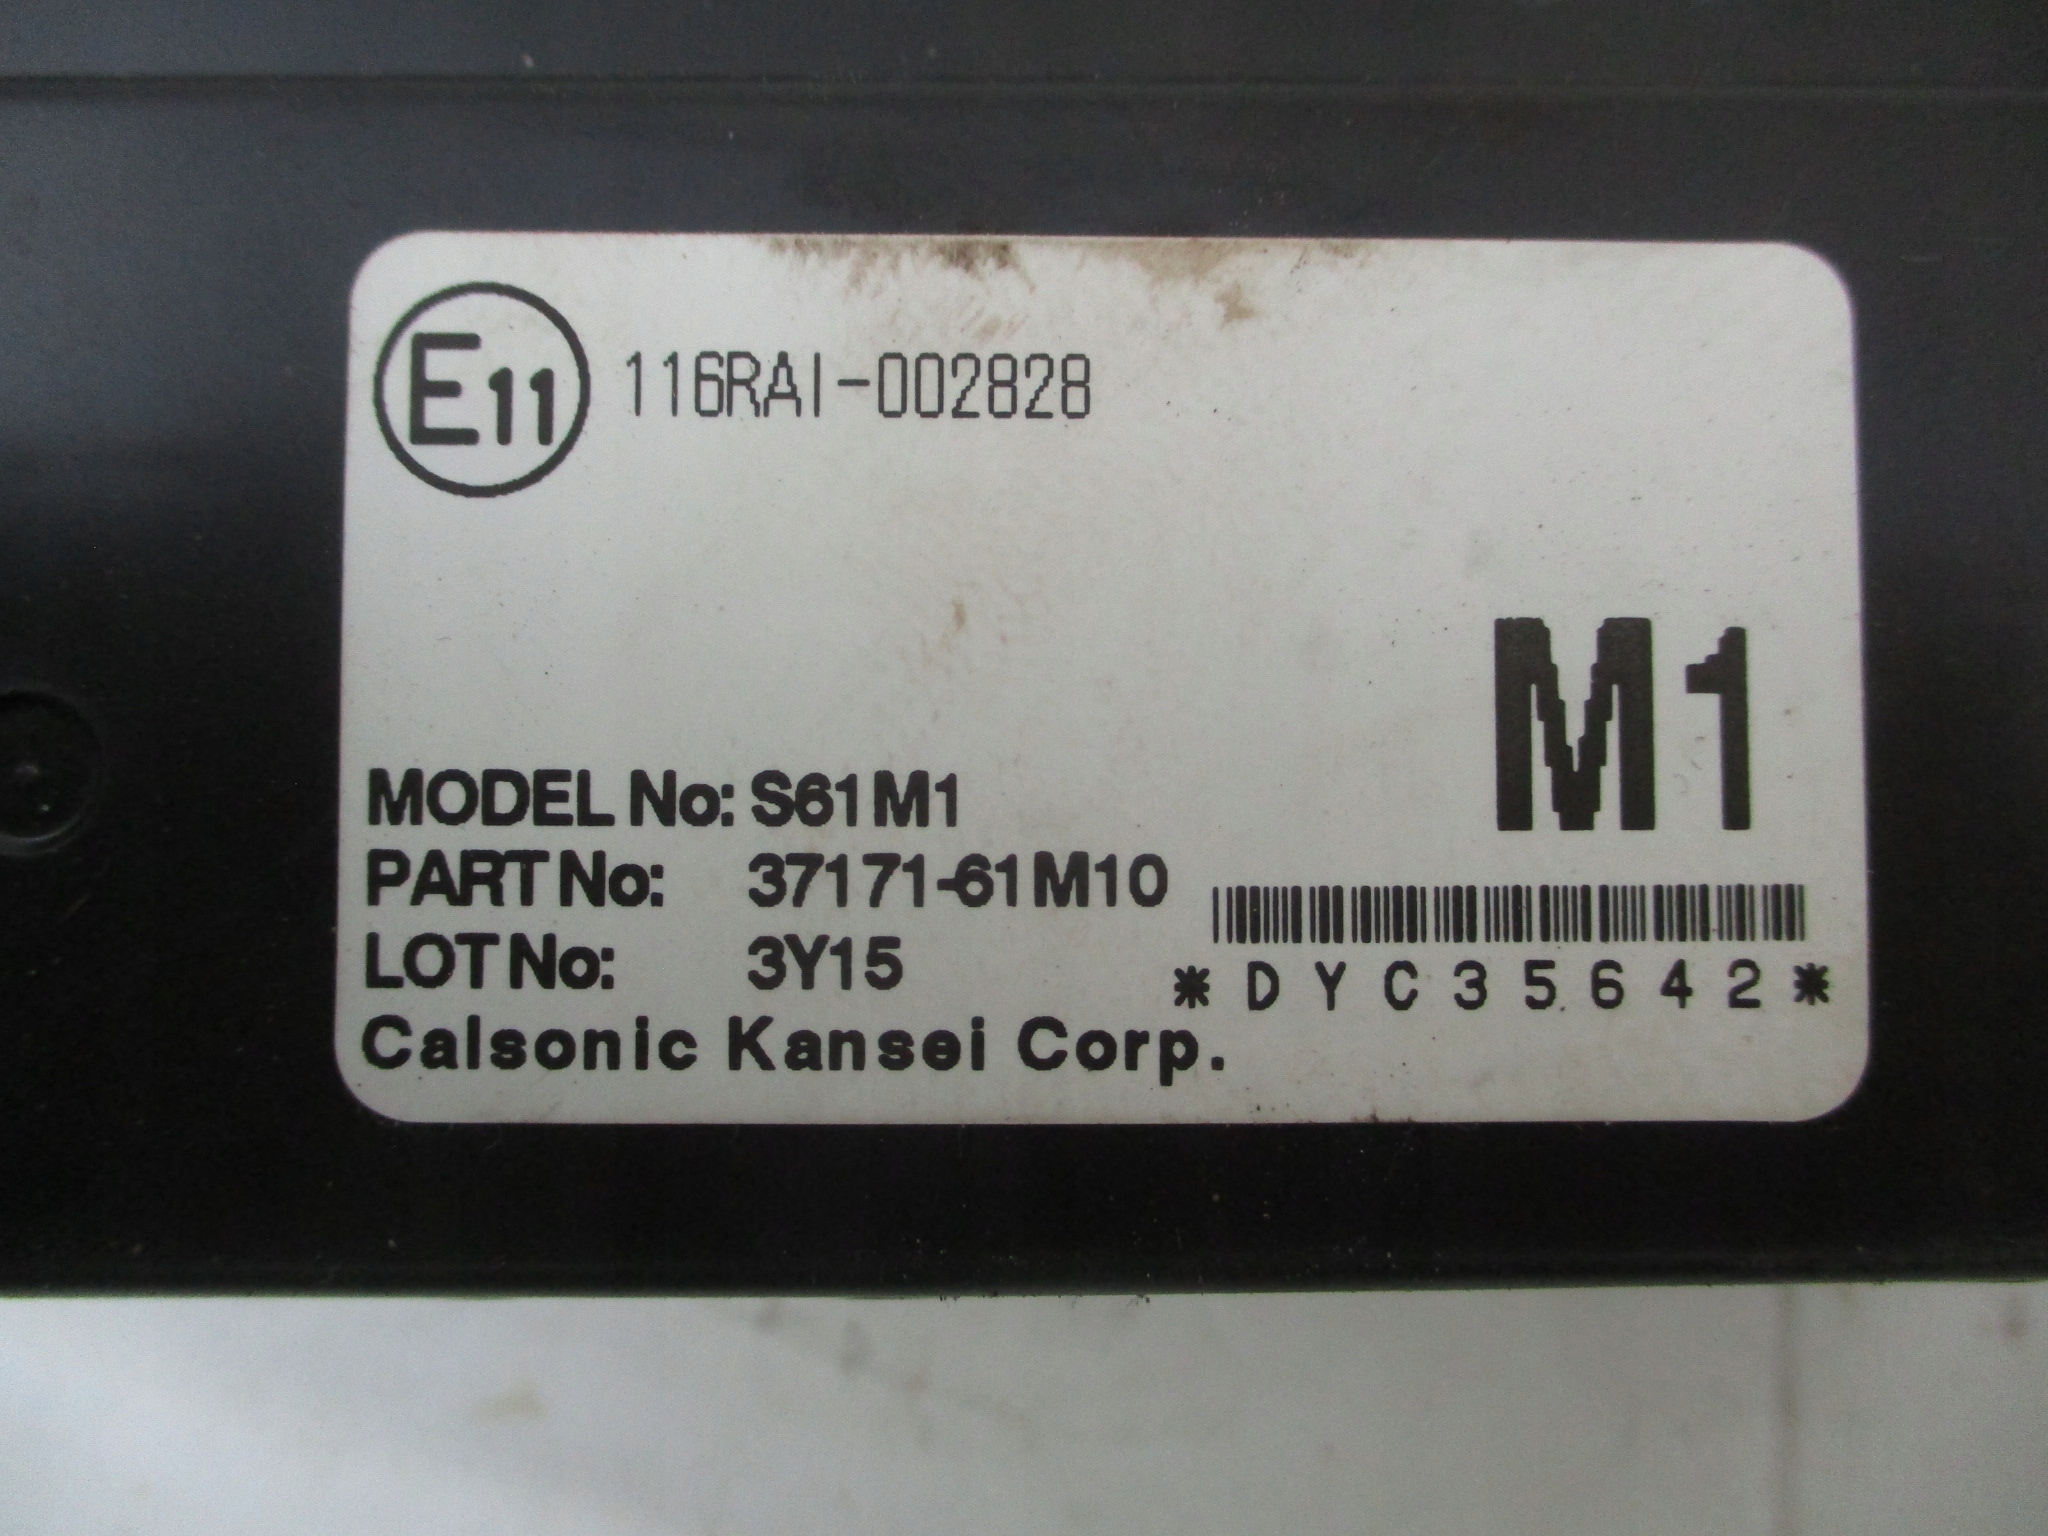 E11 116RAI-002828
M1
MODEL No: S61M1
PART No: 37171-61M10
LOT No: 3Y15
*DYC35642*
Calsonic Kansei Corp.